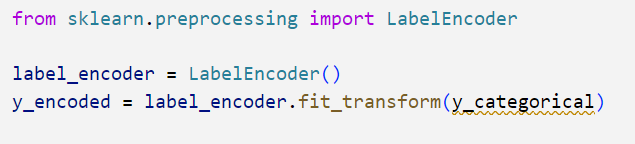 from sklearn.preprocessing import LabelEncoder
label_encoder = LabelEncoder()
y_encoded = label_encoder.fit_transform(y_categorical)